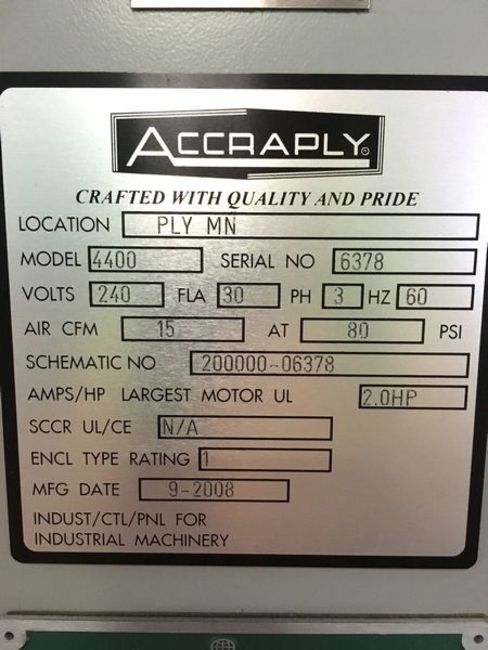 ACCRAPLY
CRAFTED WITH QUALITY AND PRIDE
LOCATION PLY MN
MODEL 4400 SERIAL NO 6378
VOLTS 240 FLA 30 PH 3 HZ 60
AIR CFM 15 AT 80 PSI
SCHEMATIC NO 200000-06378
AMPS/HP LARGEST MOTOR UL 2.0HP
SCCR UL/CE N/A
ENCL TYPE RATING 1
MFG DATE 9-2008
INDUST/CTL/PNL FOR
INDUSTRIAL MACHINERY